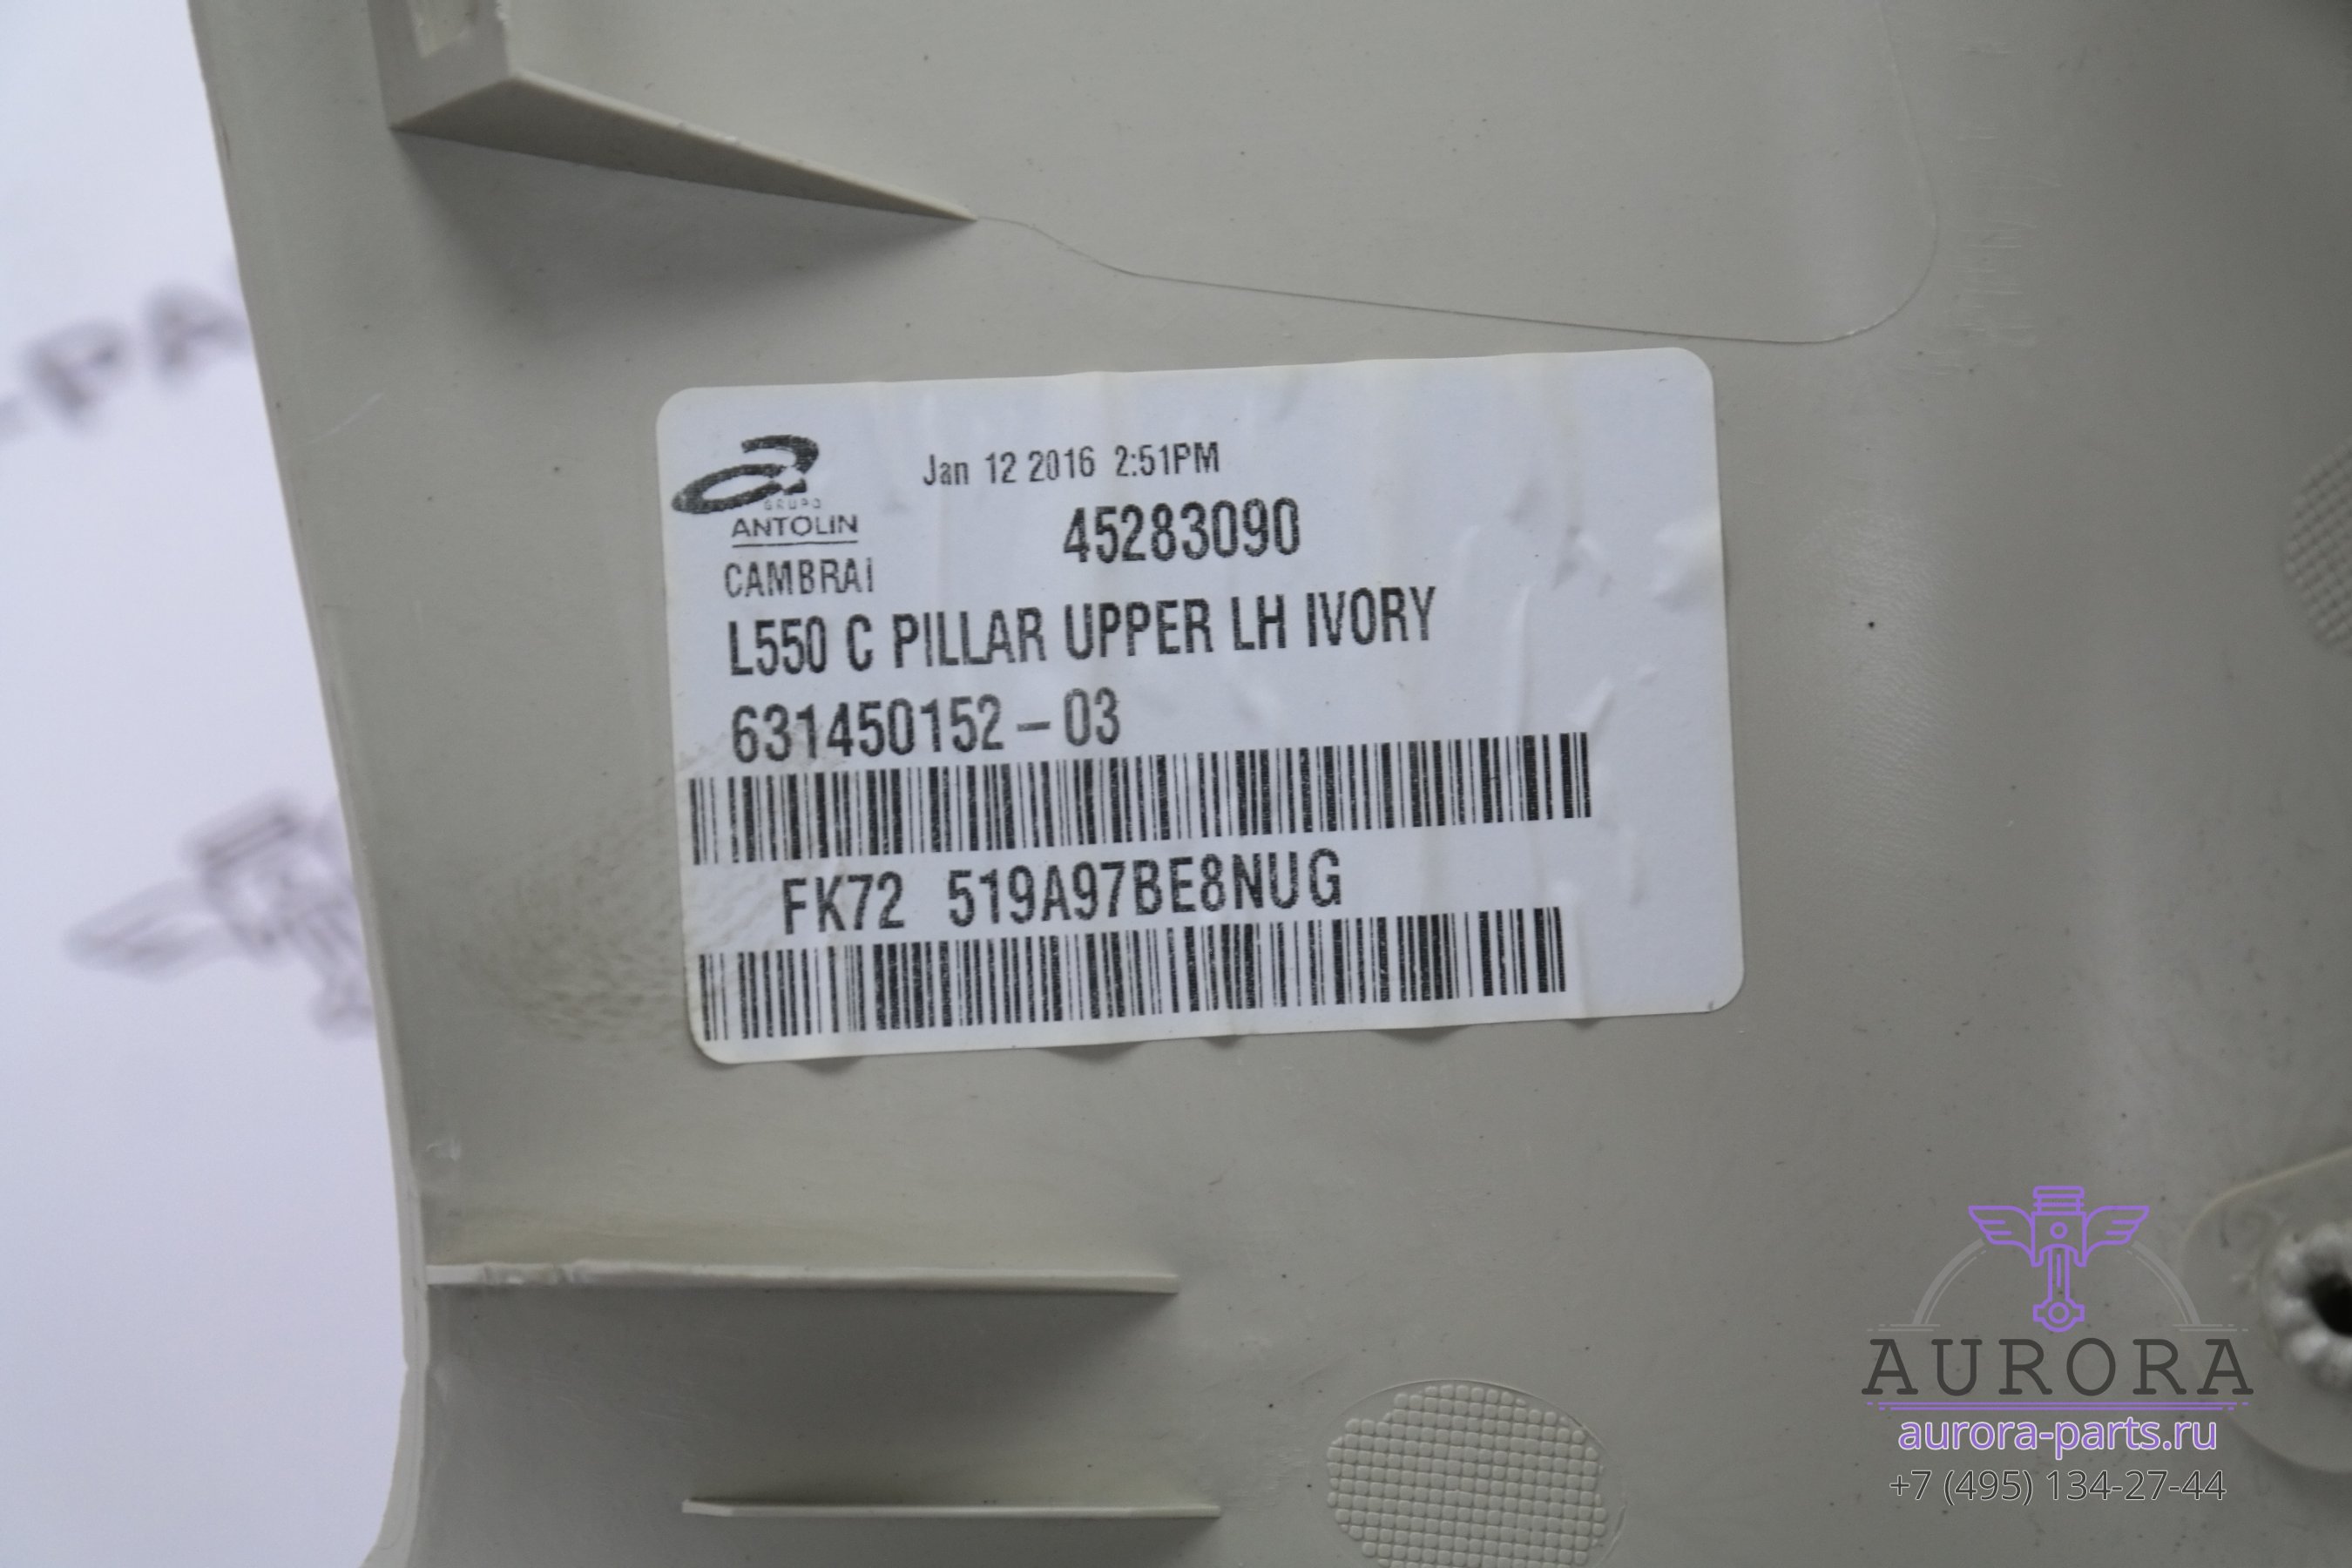 Jan 12 2016 2:51PM
GRUPO
ANTOLIN
45283090
CAMBRAI
L550 C PILLAR UPPER LH IVORY
631450152-03
FK72 519A97BE8NUG
AURORA
aurora-parts.ru
+7 (495) 134-27-44